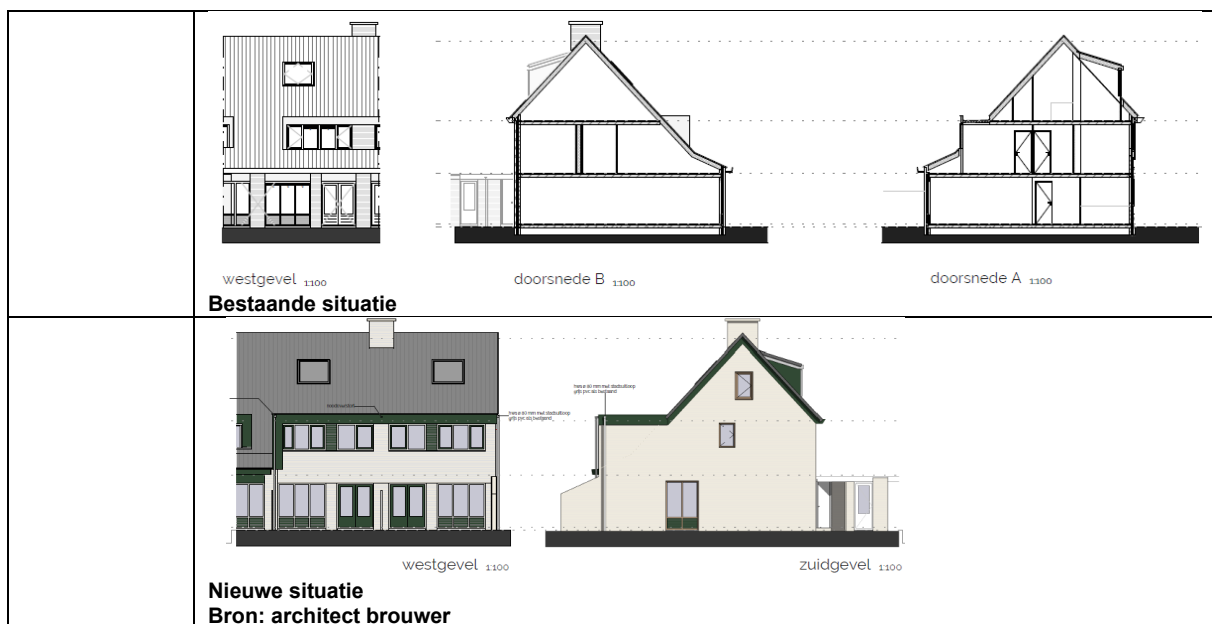 westgevel 1:100
doorsnede B 1:100
doorsnede A 1:100
Bestaande situatie
westgevel 1:100
zuidgevel 1:100
Nieuwe situatie
Bron: architect brouwer